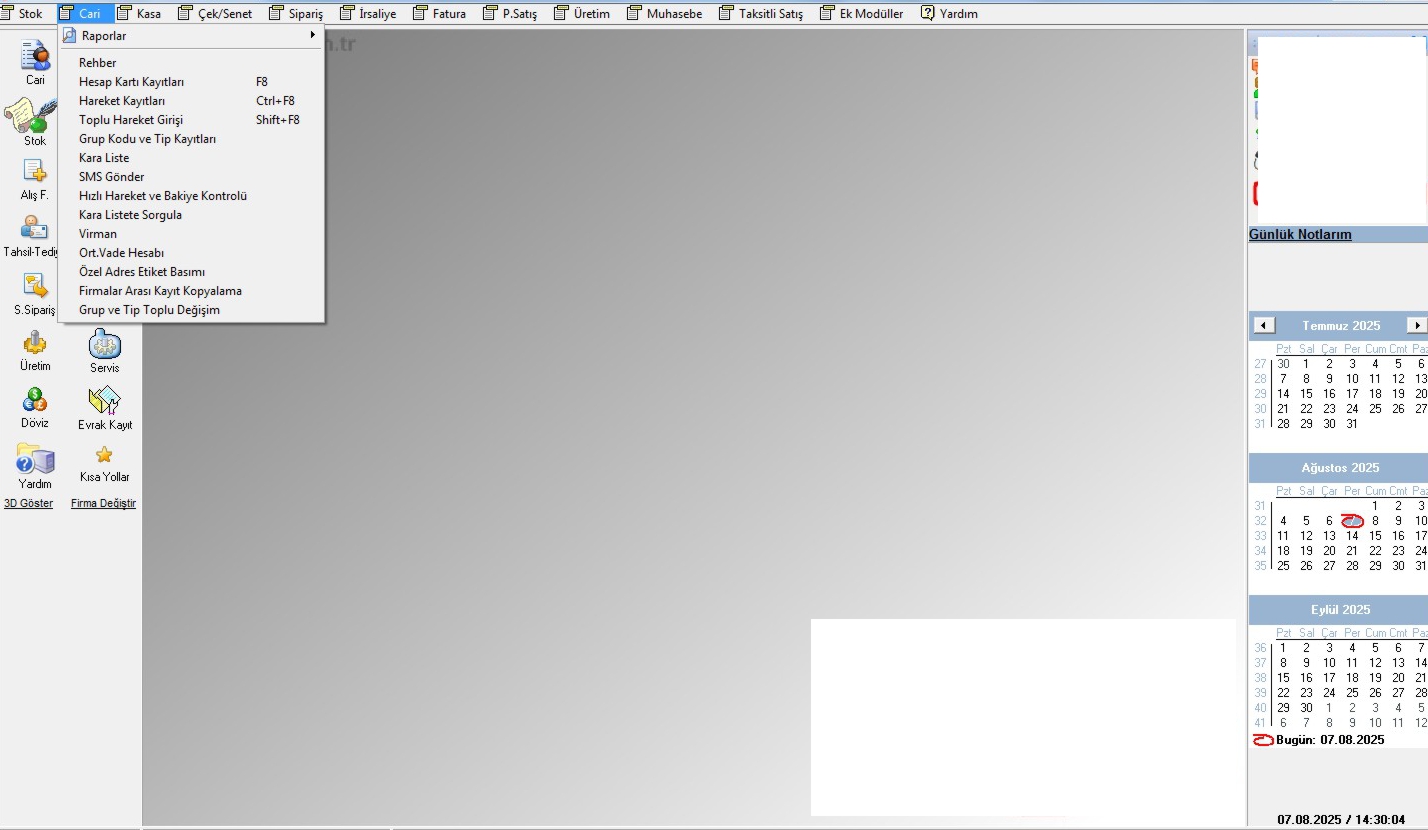 Stok Cari Kasa Çek/Senet Sipariş İrsaliye Fatura P.Satış Üretim Muhasebe Taksitli Satış Ek Modüller Yardım
Raporlar
Rehber
Hesap Kartı Kayıtları F8
Hareket Kayıtları Ctrl+F8
Toplu Hareket Girişi Shift+F8
Grup Kodu ve Tip Kayıtları
Kara Liste
SMS Gönder
Hızlı Hareket ve Bakiye Kontrolü
Kara Listete Sorgula
Virman
Ort.Vade Hesabı
Özel Adres Etiket Basımı
Firmalar Arası Kayıt Kopyalama
Grup ve Tip Toplu Değişim
Cari
Stok
Alış F.
Tahsil-Tediy
S.Sipariş
Üretim
Servis
Döviz
Evrak Kayıt
Yardım
Kısa Yollar
3D Göster Firma Değiştir
.tr
Günlük Notlarım
Temmuz 2025
Pzt Sal Çar Per Cum Cmt Paz
27 30 1 2 3 4 5 6
28 7 8 9 10 11 12 13
29 14 15 16 17 18 19 20
30 21 22 23 24 25 26 27
31 28 29 30 31
Ağustos 2025
Pzt Sal Çar Per Cum Cmt Paz
31 1 2 3
32 4 5 6 8 9 10
33 11 12 13 14 15 16 17
34 18 19 20 21 22 23 24
35 25 26 27 28 29 30 31
Eylül 2025
Pzt Sal Çar Per Cum Cmt Paz
36 1 2 3 4 5 6 7
37 8 9 10 11 12 13 14
38 15 16 17 18 19 20 21
39 22 23 24 25 26 27 28
40 29 30 1 2 3 4 5
41 6 7 8 9 10 11 12
Bugün: 07.08.2025
07.08.2025 / 14:30:04